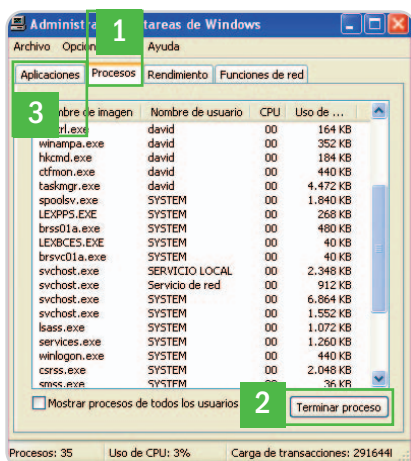 Administr tareas de Windows
1
Archivo Opcion Ayuda
Aplicaciones Procesos Rendimiento Funciones de red
3
mbre de imagen Nombre de usuario CPU Uso de ...
rl.exe david 00 164 KB
winampa.exe david 00 352 KB
hkcmd.exe david 00 184 KB
ctfmon.exe david 00 440 KB
taskmgr.exe david 00 4.472 KB
spoolsv.exe SYSTEM 00 1.840 KB
LEXPPS.EXE SYSTEM 00 268 KB
brss01a.exe SYSTEM 00 480 KB
LEXBCES.EXE SYSTEM 00 40 KB
brsvc01a.exe SYSTEM 00 40 KB
svchost.exe SERVICIO LOCAL 00 2.348 KB
svchost.exe Servicio de red 00 912 KB
svchost.exe SYSTEM 00 6.864 KB
svchost.exe SYSTEM 00 1.552 KB
lsass.exe SYSTEM 00 1.072 KB
services.exe SYSTEM 00 1.260 KB
winlogon.exe SYSTEM 00 440 KB
csrss.exe SYSTEM 00 2.048 KB
smss.exe SYSTEM 00 36 KB
Mostrar procesos de todos los usuarios
2
Terminar proceso
Procesos: 35 Uso de CPU: 3% Carga de transacciones: 291644